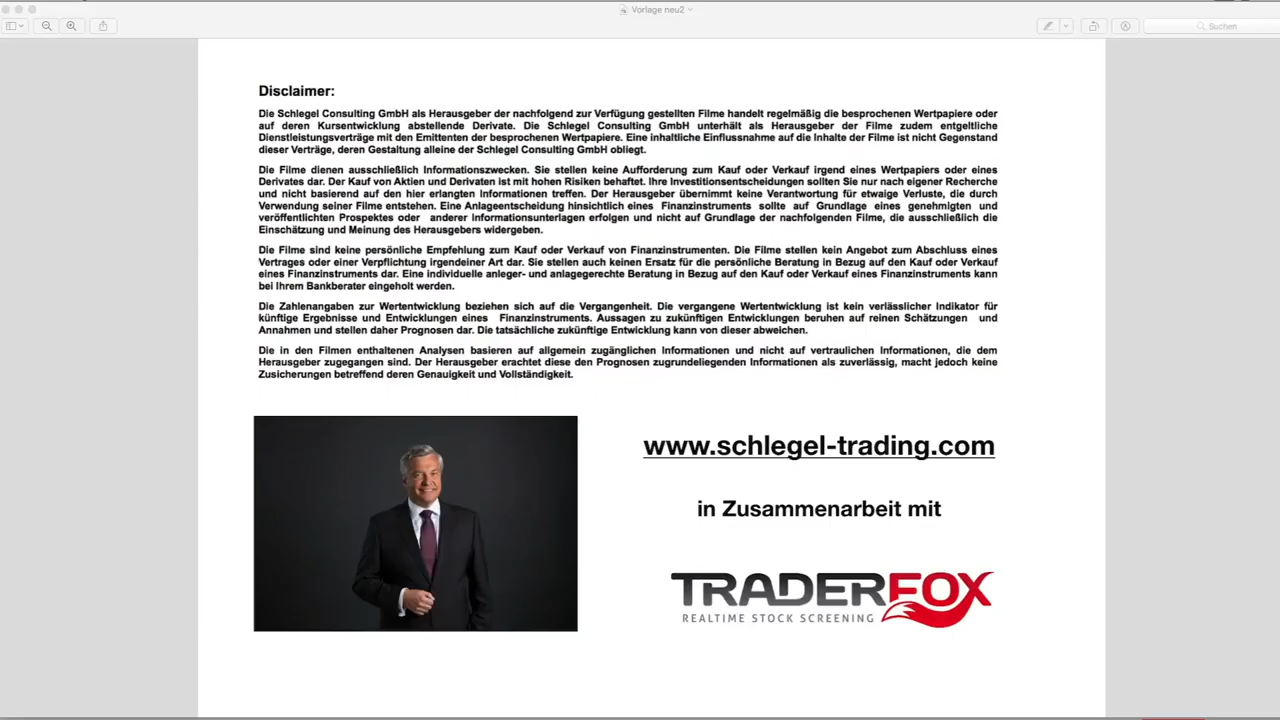 Vorlage neu2
Suchen
Disclaimer:
Die Schlegel Consulting GmbH als Herausgeber der nachfolgend zur Verfügung gestellten Filme handelt regelmäßig die besprochenen Wertpapiere oder
auf deren Kursentwicklung abstellende Derivate. Die Schlegel Consulting GmbH unterhält als Herausgeber der Filme zudem entgeltliche
Dienstleistungsverträge mit den Emittenten der besprochenen Wertpapiere. Eine inhaltliche Einflussnahme auf die Inhalte der Filme ist nicht Gegenstand
dieser Verträge, deren Gestaltung alleine der Schlegel Consulting GmbH obliegt.
Die Filme dienen ausschließlich Informationszwecken. Sie stellen keine Aufforderung zum Kauf oder Verkauf irgend eines Wertpapiers oder eines
Derivates dar. Der Kauf von Aktien und Derivaten ist mit hohen Risiken behaftet. Ihre Investitionsentscheidungen sollten Sie nur nach eigener Recherche
und nicht basierend auf den hier erlangten Informationen treffen. Der Herausgeber übernimmt keine Verantwortung für etwaige Verluste, die durch
Verwendung seiner Filme entstehen. Eine Anlageentscheidung hinsichtlich eines Finanzinstruments sollte auf Grundlage eines genehmigten und
veröffentlichten Prospektes oder anderer Informationsunterlagen erfolgen und nicht auf Grundlage der nachfolgenden Filme, die ausschließlich die
Einschätzung und Meinung des Herausgebers widergeben.
Die Filme sind keine persönliche Empfehlung zum Kauf oder Verkauf von Finanzinstrumenten. Die Filme stellen kein Angebot zum Abschluss eines
Vertrages oder einer Verpflichtung irgendeiner Art dar. Sie stellen auch keinen Ersatz für die persönliche Beratung in Bezug auf den Kauf oder Verkauf
eines Finanzinstruments dar. Eine individuelle anleger- und anlagegerechte Beratung in Bezug auf den Kauf oder Verkauf eines Finanzinstruments kann
bei Ihrem Bankberater eingeholt werden.
Die Zahlenangaben zur Wertentwicklung beziehen sich auf die Vergangenheit. Die vergangene Wertentwicklung ist kein verlässlicher Indikator für
künftige Ergebnisse und Entwicklungen eines Finanzinstruments. Aussagen zu zukünftigen Entwicklungen beruhen auf reinen Schätzungen und
Annahmen und stellen daher Prognosen dar. Die tatsächliche zukünftige Entwicklung kann von dieser abweichen.
Die in den Filmen enthaltenen Analysen basieren auf allgemein zugänglichen Informationen und nicht auf vertraulichen Informationen, die dem
Herausgeber zugegangen sind. Der Herausgeber erachtet diese den Prognosen zugrundeliegenden Informationen als zuverlässig, macht jedoch keine
Zusicherungen betreffend deren Genauigkeit und Vollständigkeit.
www.schlegel-trading.com
in Zusammenarbeit mit
TRADERFOX
REALTIME STOCK SCREENING